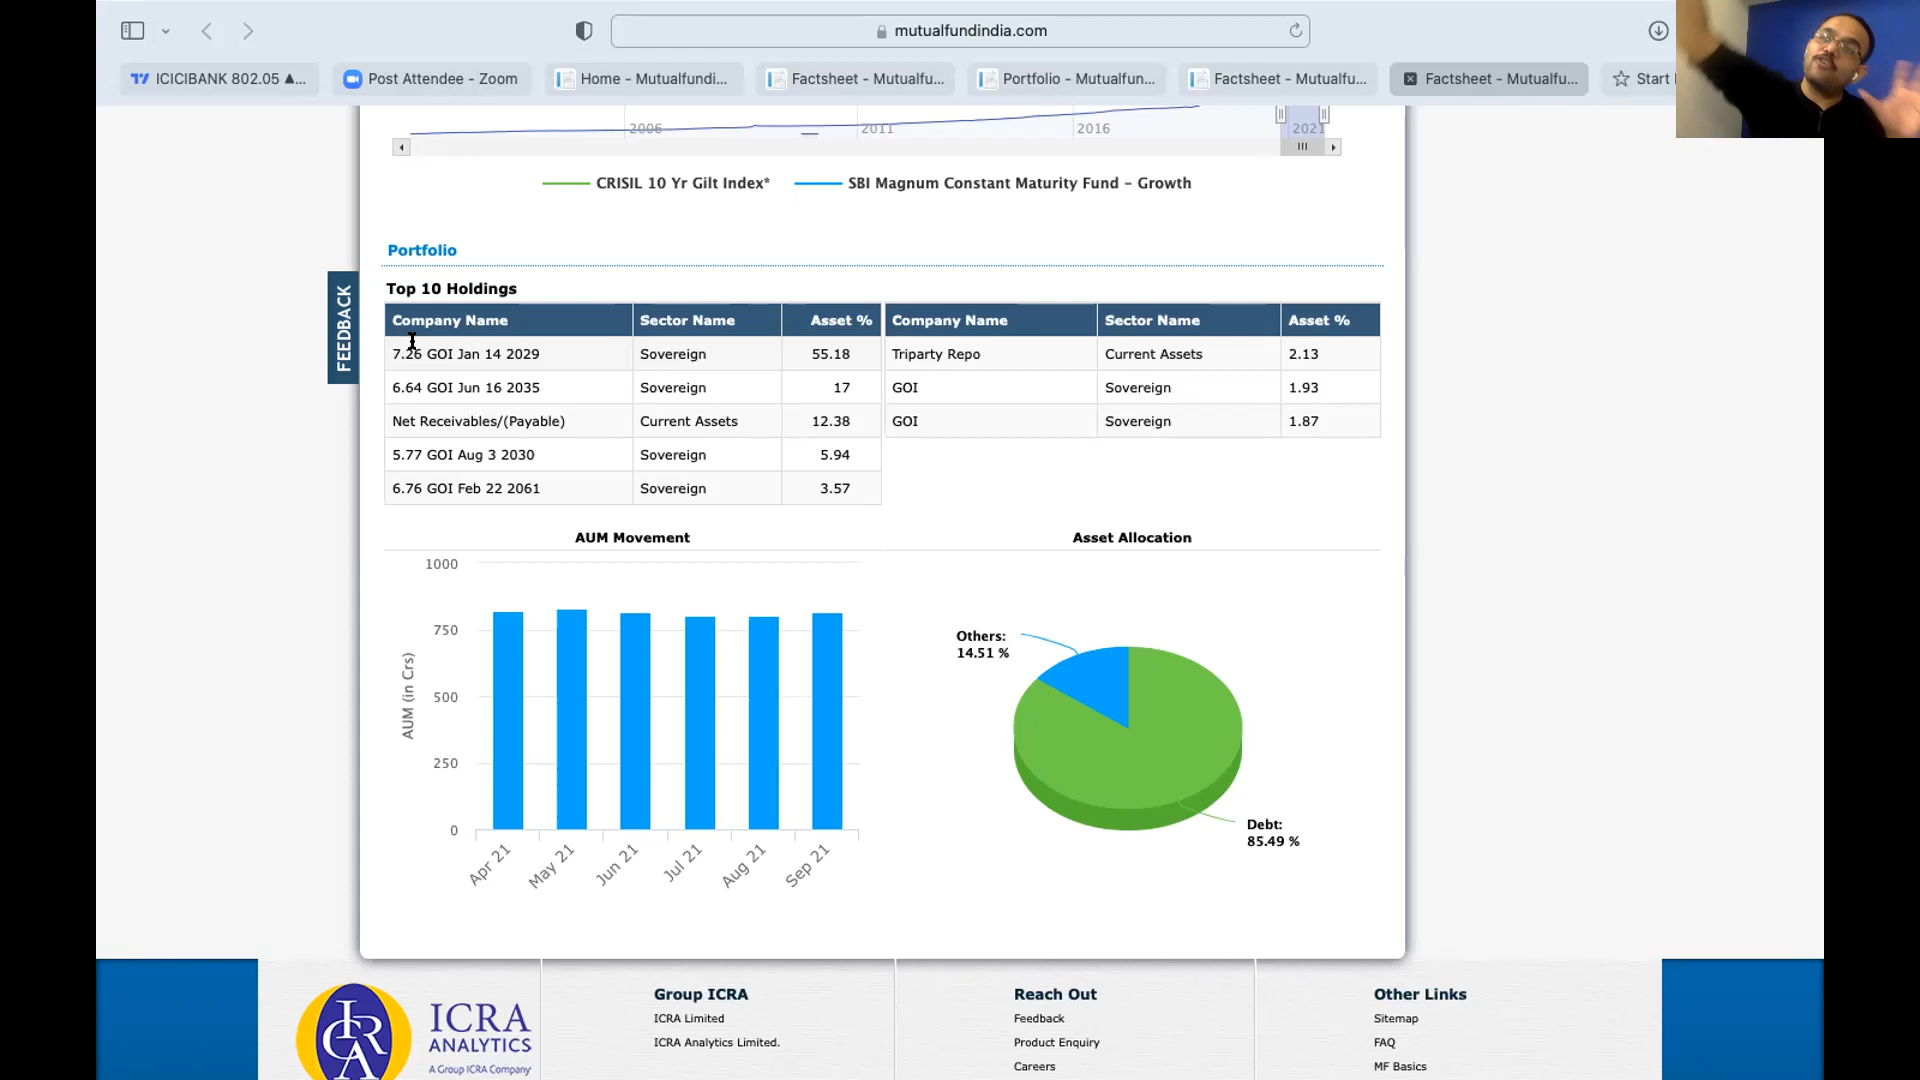 mutualfundindia.com
ICICIBANK 802.05 ▲...
Post Attendee - Zoom
Home - Mutualfundi...
Factsheet - Mutualfu...
Portfolio - Mutualfun...
Factsheet - Mutualfu...
Factsheet - Mutualfu...
Start
2006
2011
2016
2021
CRISIL 10 Yr Gilt Index*
SBI Magnum Constant Maturity Fund – Growth
FEEDBACK
Portfolio
Top 10 Holdings
Company Name Sector Name Asset % Company Name Sector Name Asset %
7.26 GOI Jan 14 2029 Sovereign 55.18 Triparty Repo Current Assets 2.13
6.64 GOI Jun 16 2035 Sovereign 17 GOI Sovereign 1.93
Net Receivables/(Payable) Current Assets 12.38 GOI Sovereign 1.87
5.77 GOI Aug 3 2030 Sovereign 5.94
6.76 GOI Feb 22 2061 Sovereign 3.57
AUM Movement
AUM (in Crs)
1000
750
500
250
0
Apr 21
May 21
Jun 21
Jul 21
Aug 21
Sep 21
Asset Allocation
Others:
14.51 %
Debt:
85.49 %
ICRA
ICRA
ANALYTICS
A Group ICRA Company
Group ICRA
ICRA Limited
ICRA Analytics Limited.
Reach Out
Feedback
Product Enquiry
Careers
Other Links
Sitemap
FAQ
MF Basics